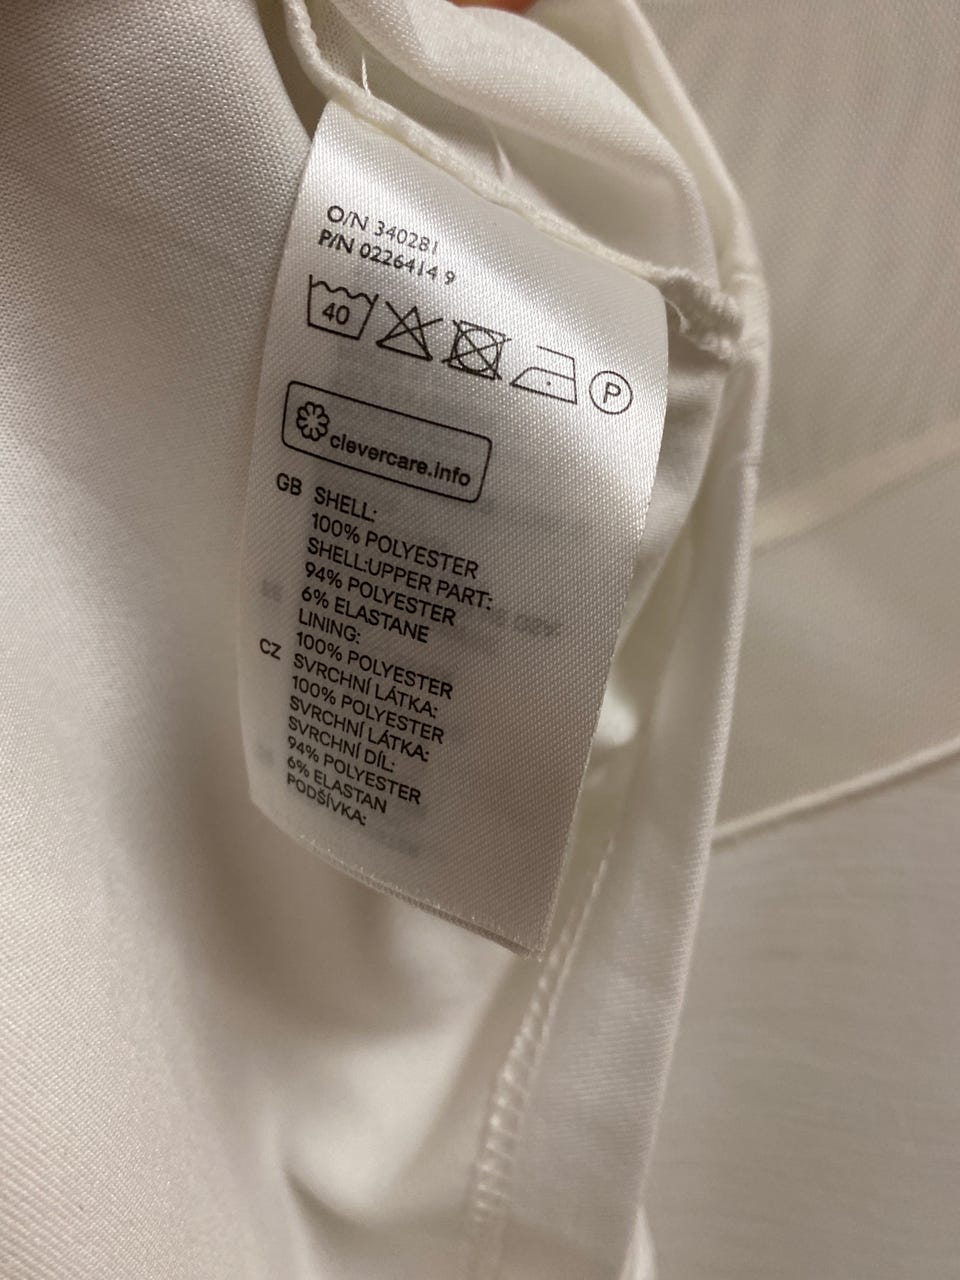 O/N 340281
P/N 0226414 9
40
P
clevercare.info
GB SHELL:
100% POLYESTER
SHELL:UPPER PART:
94% POLYESTER
6% ELASTANE
LINING:
100% POLYESTER
CZ SVRCHNÍ LÁTKA:
100% POLYESTER
SVRCHNÍ LÁTKA:
SVRCHNÍ DÍL:
94% POLYESTER
6% ELASTAN
PODŠÍVKA: